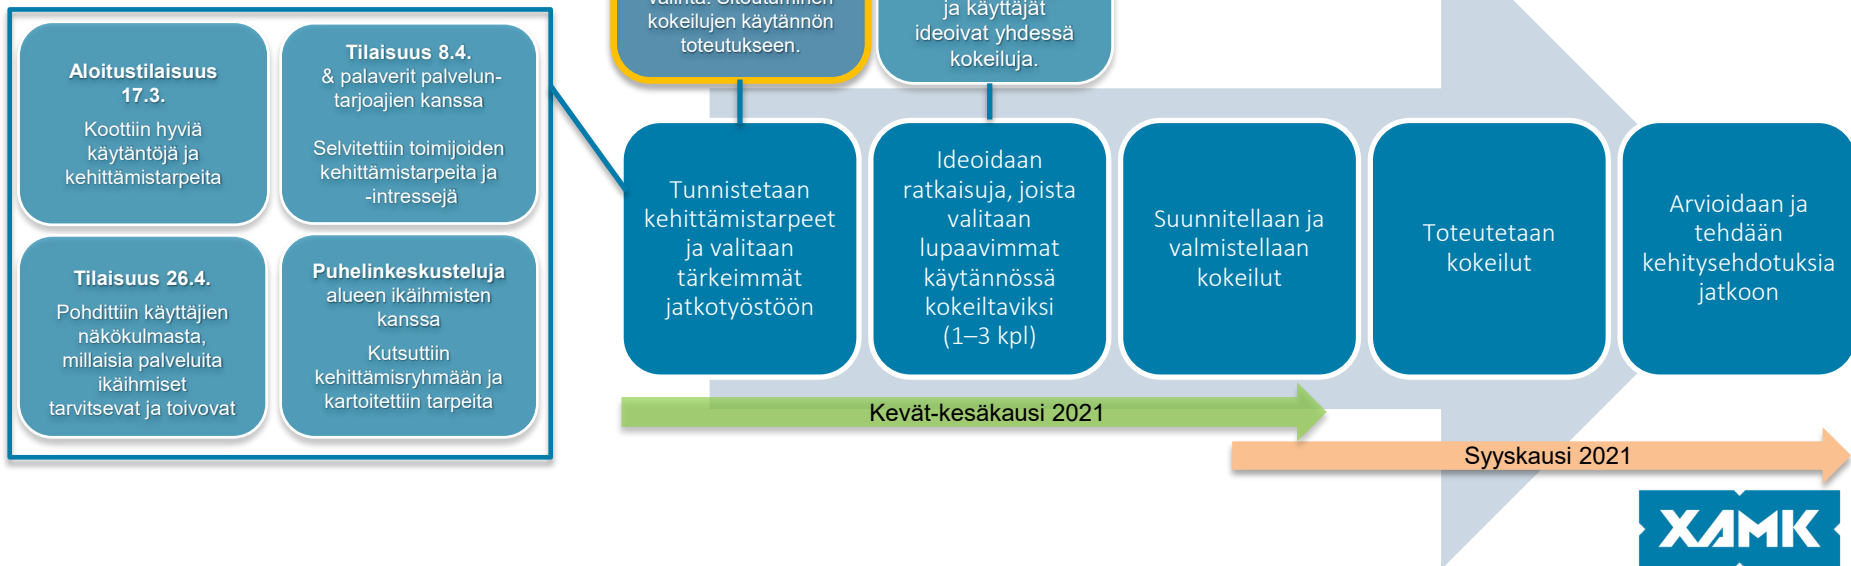 kokeilujen käytännön
toteutukseen.
ja käyttäjät
ideoivat yhdessä
kokeiluja.
Aloitustilaisuus
17.3.
Koottiin hyviä
käytäntöjä ja
kehittämistarpeita
Tilaisuus 8.4.
& palaverit palvelun-
tarjoajien kanssa
Selvitettiin toimijoiden
kehittämistarpeita ja
-intressejä
Tilaisuus 26.4.
Pohdittiin käyttäjien
näkökulmasta,
millaisia palveluita
ikäihmiset
tarvitsevat ja toivovat
Puhelinkeskusteluja
alueen ikäihmisten
kanssa
Kutsuttiin
kehittämisryhmään ja
kartoitettiin tarpeita
Tunnistetaan
kehittämistarpeet
ja valitaan
tärkeimmät
jatkotyöstöön
Ideoidaan
ratkaisuja, joista
valitaan
lupaavimmat
käytännössä
kokeiltaviksi
(1–3 kpl)
Suunnitellaan ja
valmistellaan
kokeilut
Toteutetaan
kokeilut
Arvioidaan ja
tehdään
kehitysehdotuksia
jatkoon
Kevät-kesäkausi 2021
Syyskausi 2021
XAMK